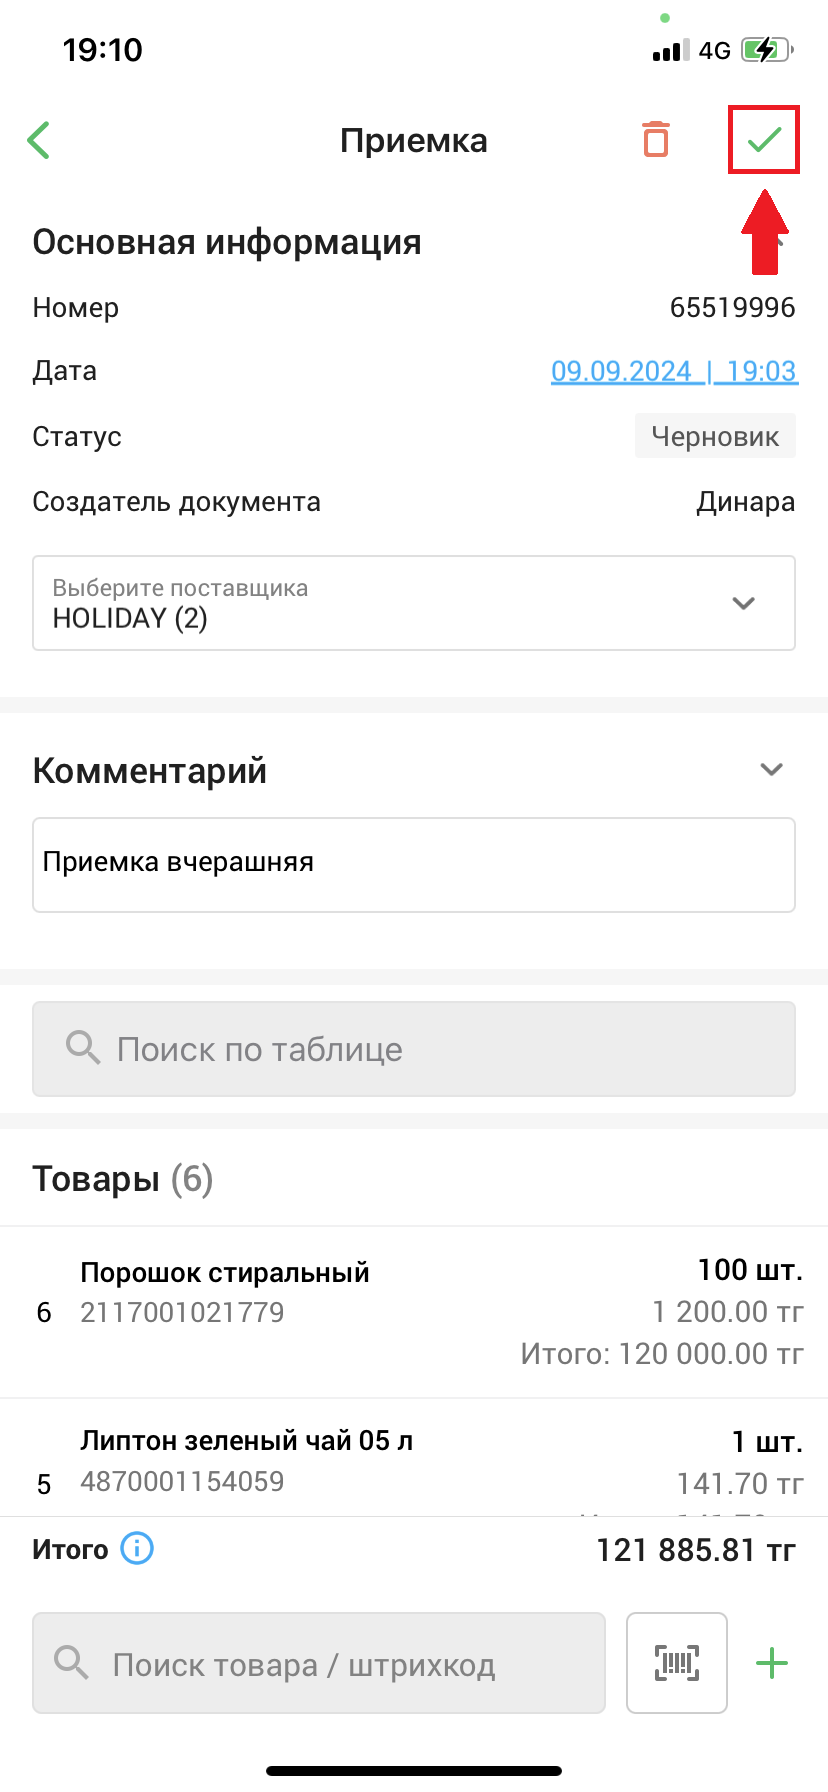 19:10
4G
Приемка
Основная информация
Номер 65519996
Дата 09.09.2024 | 19:03
Статус Черновик
Создатель документа Динара
Выберите поставщика
HOLIDAY (2)
Комментарий
Приемка вчерашняя
Поиск по таблице
Товары (6)
Порошок стиральный 100 шт.
6 2117001021779 1 200.00 тг
Итого: 120 000.00 тг
Липтон зеленый чай 05 л 1 шт.
5 4870001154059 141.70 тг
Итого 121 885.81 тг
Поиск товара / штрихкод